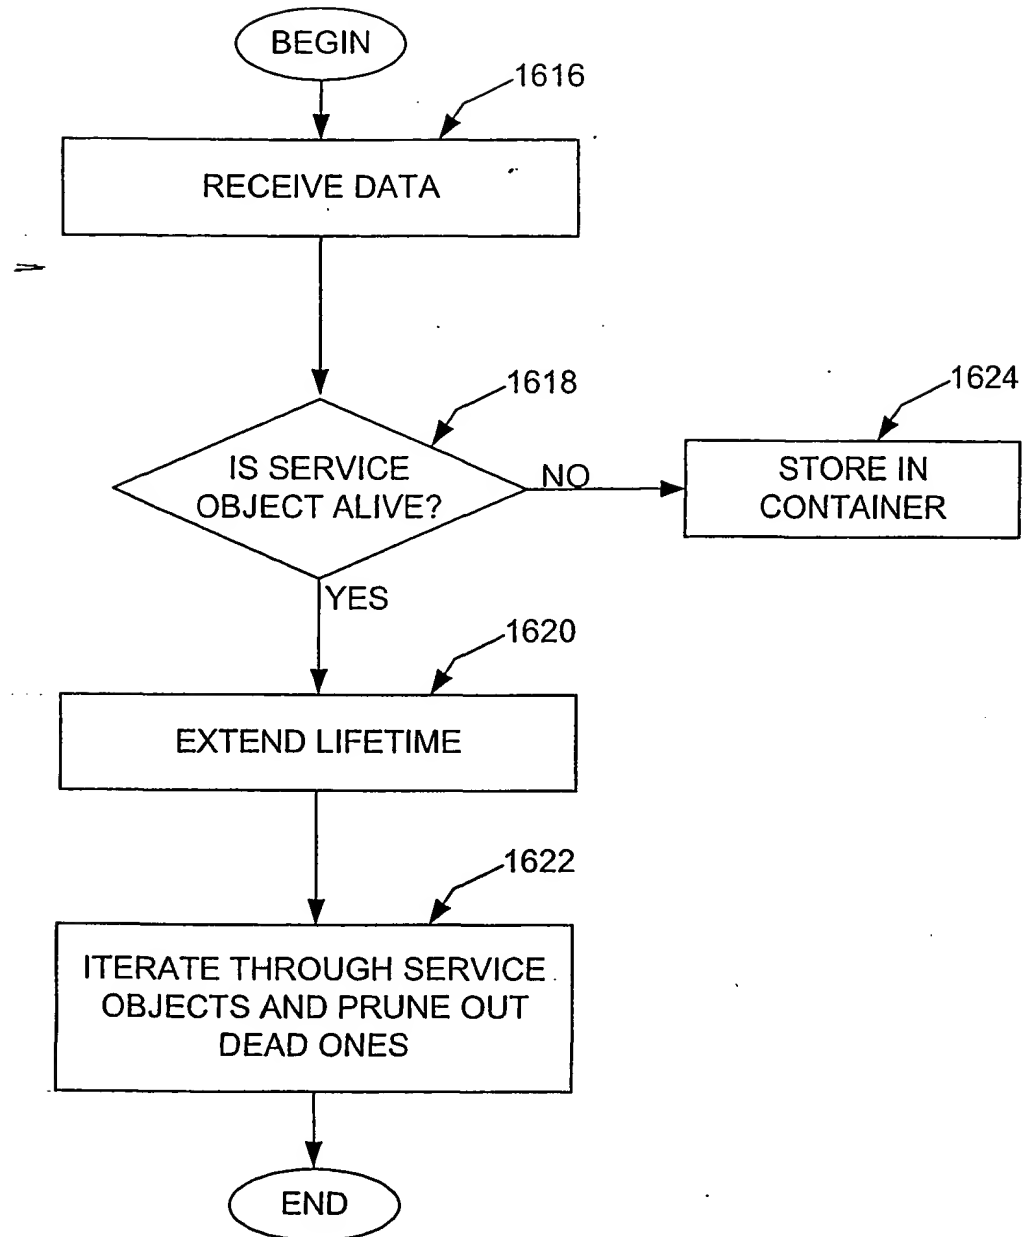 BEGIN
1616
RECEIVE DATA
1618
IS SERVICE
OBJECT ALIVE?
NO
1624
STORE IN
CONTAINER
YES
1620
EXTEND LIFETIME
1622
ITERATE THROUGH SERVICE
OBJECTS AND PRUNE OUT
DEAD ONES
END